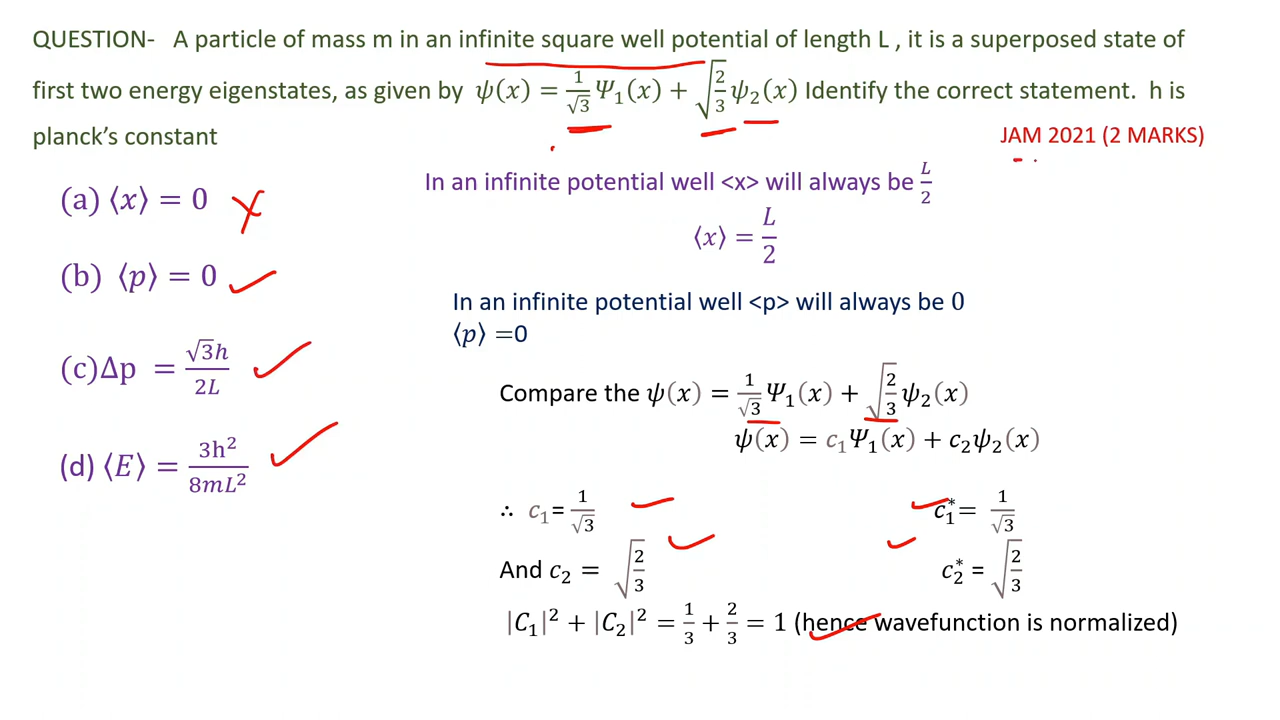 QUESTION- A particle of mass m in an infinite square well potential of length L , it is a superposed state of
first two energy eigenstates, as given by ψ(x) = 1/√3 Ψ₁(x) + √(2/3) ψ₂(x) Identify the correct statement. h is
planck’s constant
JAM 2021 (2 MARKS)
(a) ⟨x⟩ = 0
(b) ⟨p⟩ = 0
(c) Δp = √3h/2L
(d) ⟨E⟩ = 3h²/8mL²
In an infinite potential well <x> will always be L/2
⟨x⟩ = L/2
In an infinite potential well <p> will always be 0
⟨p⟩ =0
Compare the ψ(x) = 1/√3 Ψ₁(x) + √(2/3) ψ₂(x)
ψ(x) = c₁Ψ₁(x) + c₂ψ₂(x)
∴ c₁= 1/√3
c₁*= 1/√3
And c₂ = √(2/3)
c₂* = √(2/3)
|C₁|² + |C₂|² = 1/3 + 2/3 = 1 (hence wavefunction is normalized)